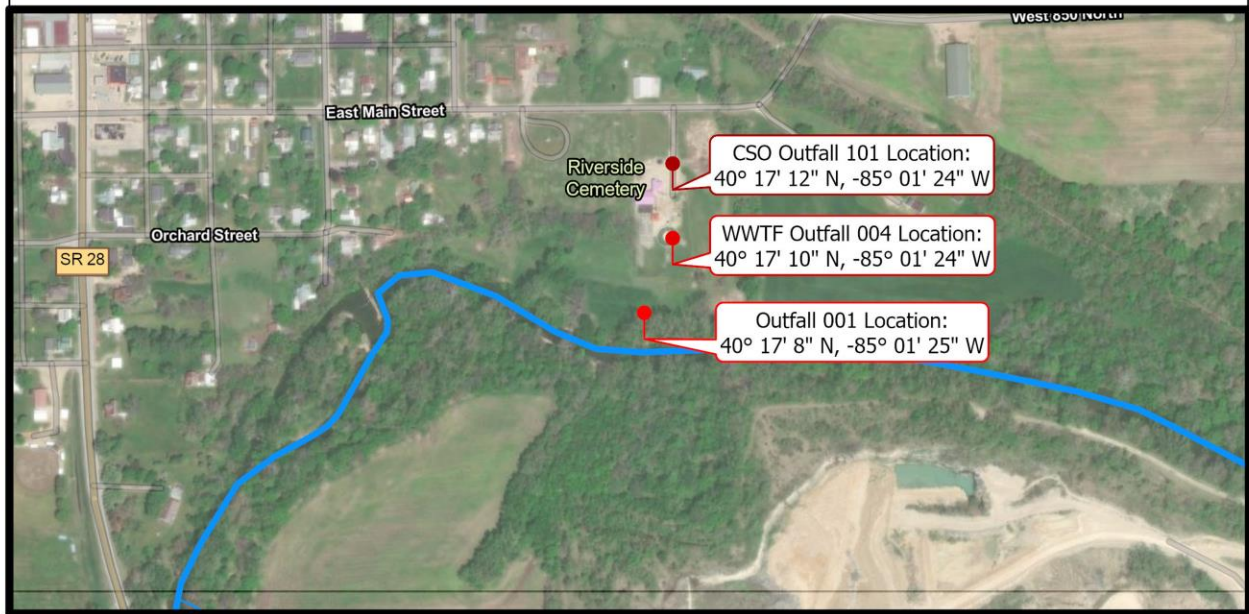 West 850 North
East Main Street
Riverside
Cemetery
CSO Outfall 101 Location:
40° 17' 12" N, -85° 01' 24" W
Orchard Street
WWTF Outfall 004 Location:
40° 17' 10" N, -85° 01' 24" W
SR 28
Outfall 001 Location:
40° 17' 8" N, -85° 01' 25" W